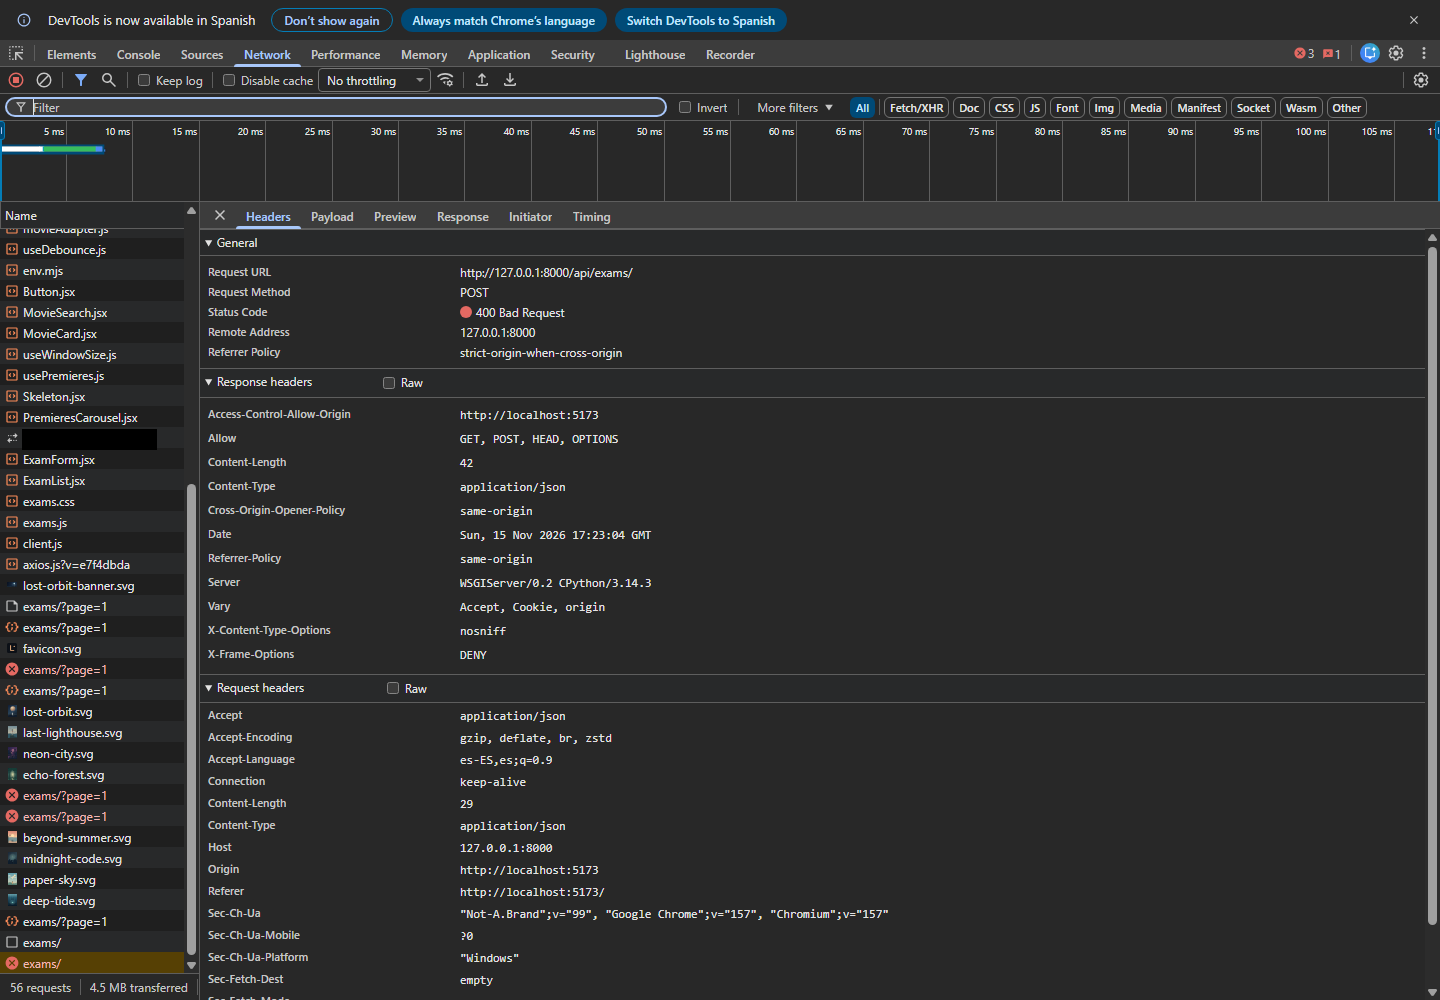 DevTools is now available in Spanish Don't show again Always match Chrome's language Switch DevTools to Spanish
Elements Console Sources Network Performance Memory Application Security Lighthouse Recorder 3 1
Keep log Disable cache No throttling
Filter Invert More filters All Fetch/XHR Doc CSS JS Font Img Media Manifest Socket Wasm Other
5 ms 10 ms 15 ms 20 ms 25 ms 30 ms 35 ms 40 ms 45 ms 50 ms 55 ms 60 ms 65 ms 70 ms 75 ms 80 ms 85 ms 90 ms 95 ms 100 ms 105 ms
Name
movieAdapter.js
useDebounce.js
env.mjs
Button.jsx
MovieSearch.jsx
MovieCard.jsx
useWindowSize.js
usePremieres.js
Skeleton.jsx
PremieresCarousel.jsx
ExamForm.jsx
ExamList.jsx
exams.css
exams.js
client.js
axios.js?v=e7f4dbda
lost-orbit-banner.svg
exams/?page=1
exams/?page=1
favicon.svg
exams/?page=1
exams/?page=1
lost-orbit.svg
last-lighthouse.svg
neon-city.svg
echo-forest.svg
exams/?page=1
exams/?page=1
beyond-summer.svg
midnight-code.svg
paper-sky.svg
deep-tide.svg
exams/?page=1
exams/
exams/
56 requests 4.5 MB transferred
Headers Payload Preview Response Initiator Timing
General
Request URL http://127.0.0.1:8000/api/exams/
Request Method POST
Status Code 400 Bad Request
Remote Address 127.0.0.1:8000
Referrer Policy strict-origin-when-cross-origin
Response headers Raw
Access-Control-Allow-Origin http://localhost:5173
Allow GET, POST, HEAD, OPTIONS
Content-Length 42
Content-Type application/json
Cross-Origin-Opener-Policy same-origin
Date Sun, 15 Nov 2026 17:23:04 GMT
Referrer-Policy same-origin
Server WSGIServer/0.2 CPython/3.14.3
Vary Accept, Cookie, origin
X-Content-Type-Options nosniff
X-Frame-Options DENY
Request headers Raw
Accept application/json
Accept-Encoding gzip, deflate, br, zstd
Accept-Language es-ES,es;q=0.9
Connection keep-alive
Content-Length 29
Content-Type application/json
Host 127.0.0.1:8000
Origin http://localhost:5173
Referer http://localhost:5173/
Sec-Ch-Ua "Not-A.Brand";v="99", "Google Chrome";v="157", "Chromium";v="157"
Sec-Ch-Ua-Mobile ?0
Sec-Ch-Ua-Platform "Windows"
Sec-Fetch-Dest empty
Sec-Fetch-Mode